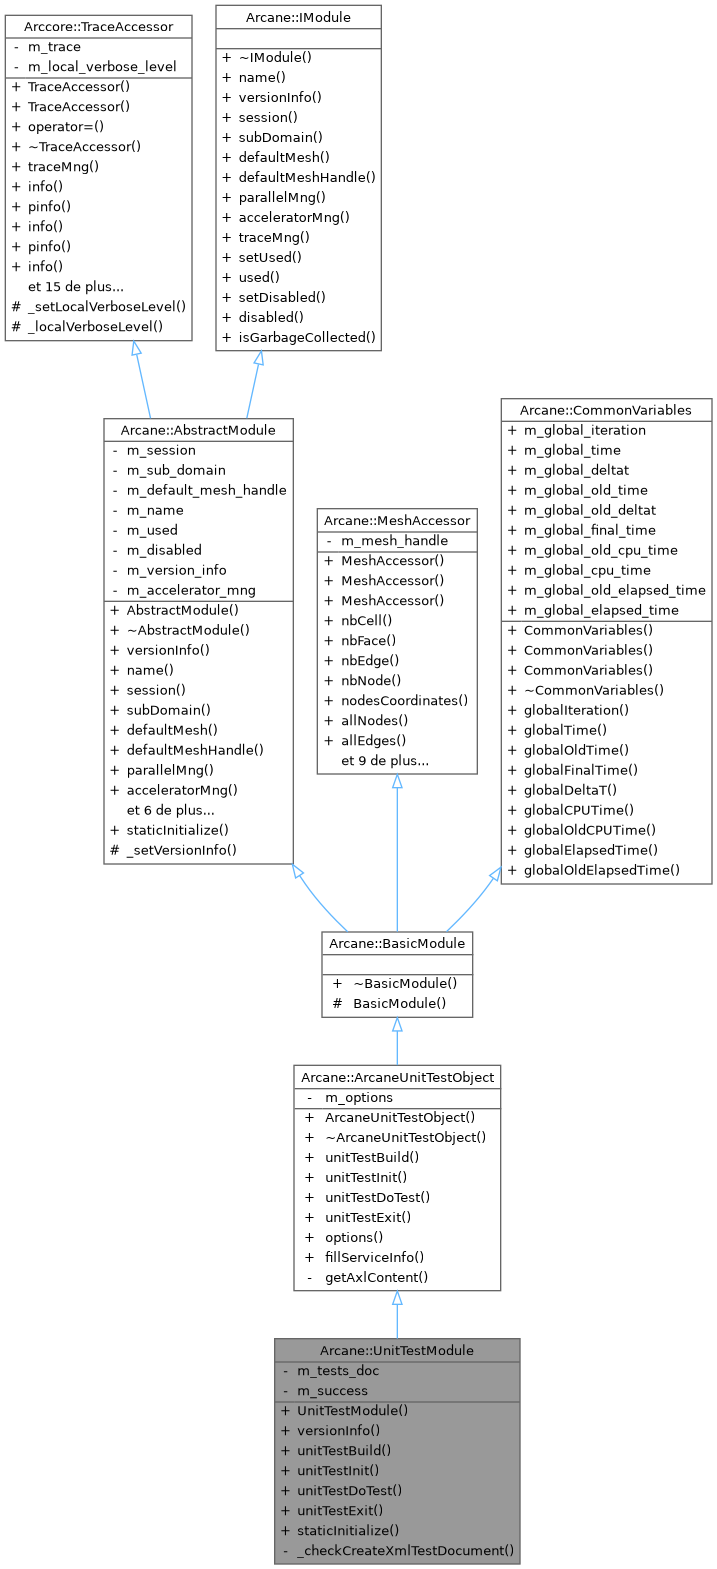 Arccore::TraceAccessor
- m_trace
- m_local_verbose_level
+ TraceAccessor()
+ TraceAccessor()
+ operator=()
+ ~TraceAccessor()
+ traceMng()
+ info()
+ pinfo()
+ info()
+ pinfo()
+ info()
et 15 de plus...
# _setLocalVerboseLevel()
# _localVerboseLevel()
Arcane::IModule
+ ~IModule()
+ name()
+ versionInfo()
+ session()
+ subDomain()
+ defaultMesh()
+ defaultMeshHandle()
+ parallelMng()
+ acceleratorMng()
+ traceMng()
+ setUsed()
+ used()
+ setDisabled()
+ disabled()
+ isGarbageCollected()
Arcane::AbstractModule
- m_session
- m_sub_domain
- m_default_mesh_handle
- m_name
- m_used
- m_disabled
- m_version_info
- m_accelerator_mng
+ AbstractModule()
+ ~AbstractModule()
+ versionInfo()
+ name()
+ session()
+ subDomain()
+ defaultMesh()
+ defaultMeshHandle()
+ parallelMng()
+ acceleratorMng()
et 6 de plus...
+ staticInitialize()
# _setVersionInfo()
Arcane::MeshAccessor
- m_mesh_handle
+ MeshAccessor()
+ MeshAccessor()
+ MeshAccessor()
+ nbCell()
+ nbFace()
+ nbEdge()
+ nbNode()
+ nodesCoordinates()
+ allNodes()
+ allEdges()
et 9 de plus...
Arcane::CommonVariables
+ m_global_iteration
+ m_global_time
+ m_global_deltat
+ m_global_old_time
+ m_global_old_deltat
+ m_global_final_time
+ m_global_old_cpu_time
+ m_global_cpu_time
+ m_global_old_elapsed_time
+ m_global_elapsed_time
+ CommonVariables()
+ CommonVariables()
+ CommonVariables()
+ ~CommonVariables()
+ globalIteration()
+ globalTime()
+ globalOldTime()
+ globalFinalTime()
+ globalDeltaT()
+ globalCPUTime()
+ globalOldCPUTime()
+ globalElapsedTime()
+ globalOldElapsedTime()
Arcane::BasicModule
+ ~BasicModule()
# BasicModule()
Arcane::ArcaneUnitTestObject
- m_options
+ ArcaneUnitTestObject()
+ ~ArcaneUnitTestObject()
+ unitTestBuild()
+ unitTestInit()
+ unitTestDoTest()
+ unitTestExit()
+ options()
+ fillServiceInfo()
- getAxlContent()
Arcane::UnitTestModule
- m_tests_doc
- m_success
+ UnitTestModule()
+ versionInfo()
+ unitTestBuild()
+ unitTestInit()
+ unitTestDoTest()
+ unitTestExit()
+ staticInitialize()
- _checkCreateXmlTestDocument()